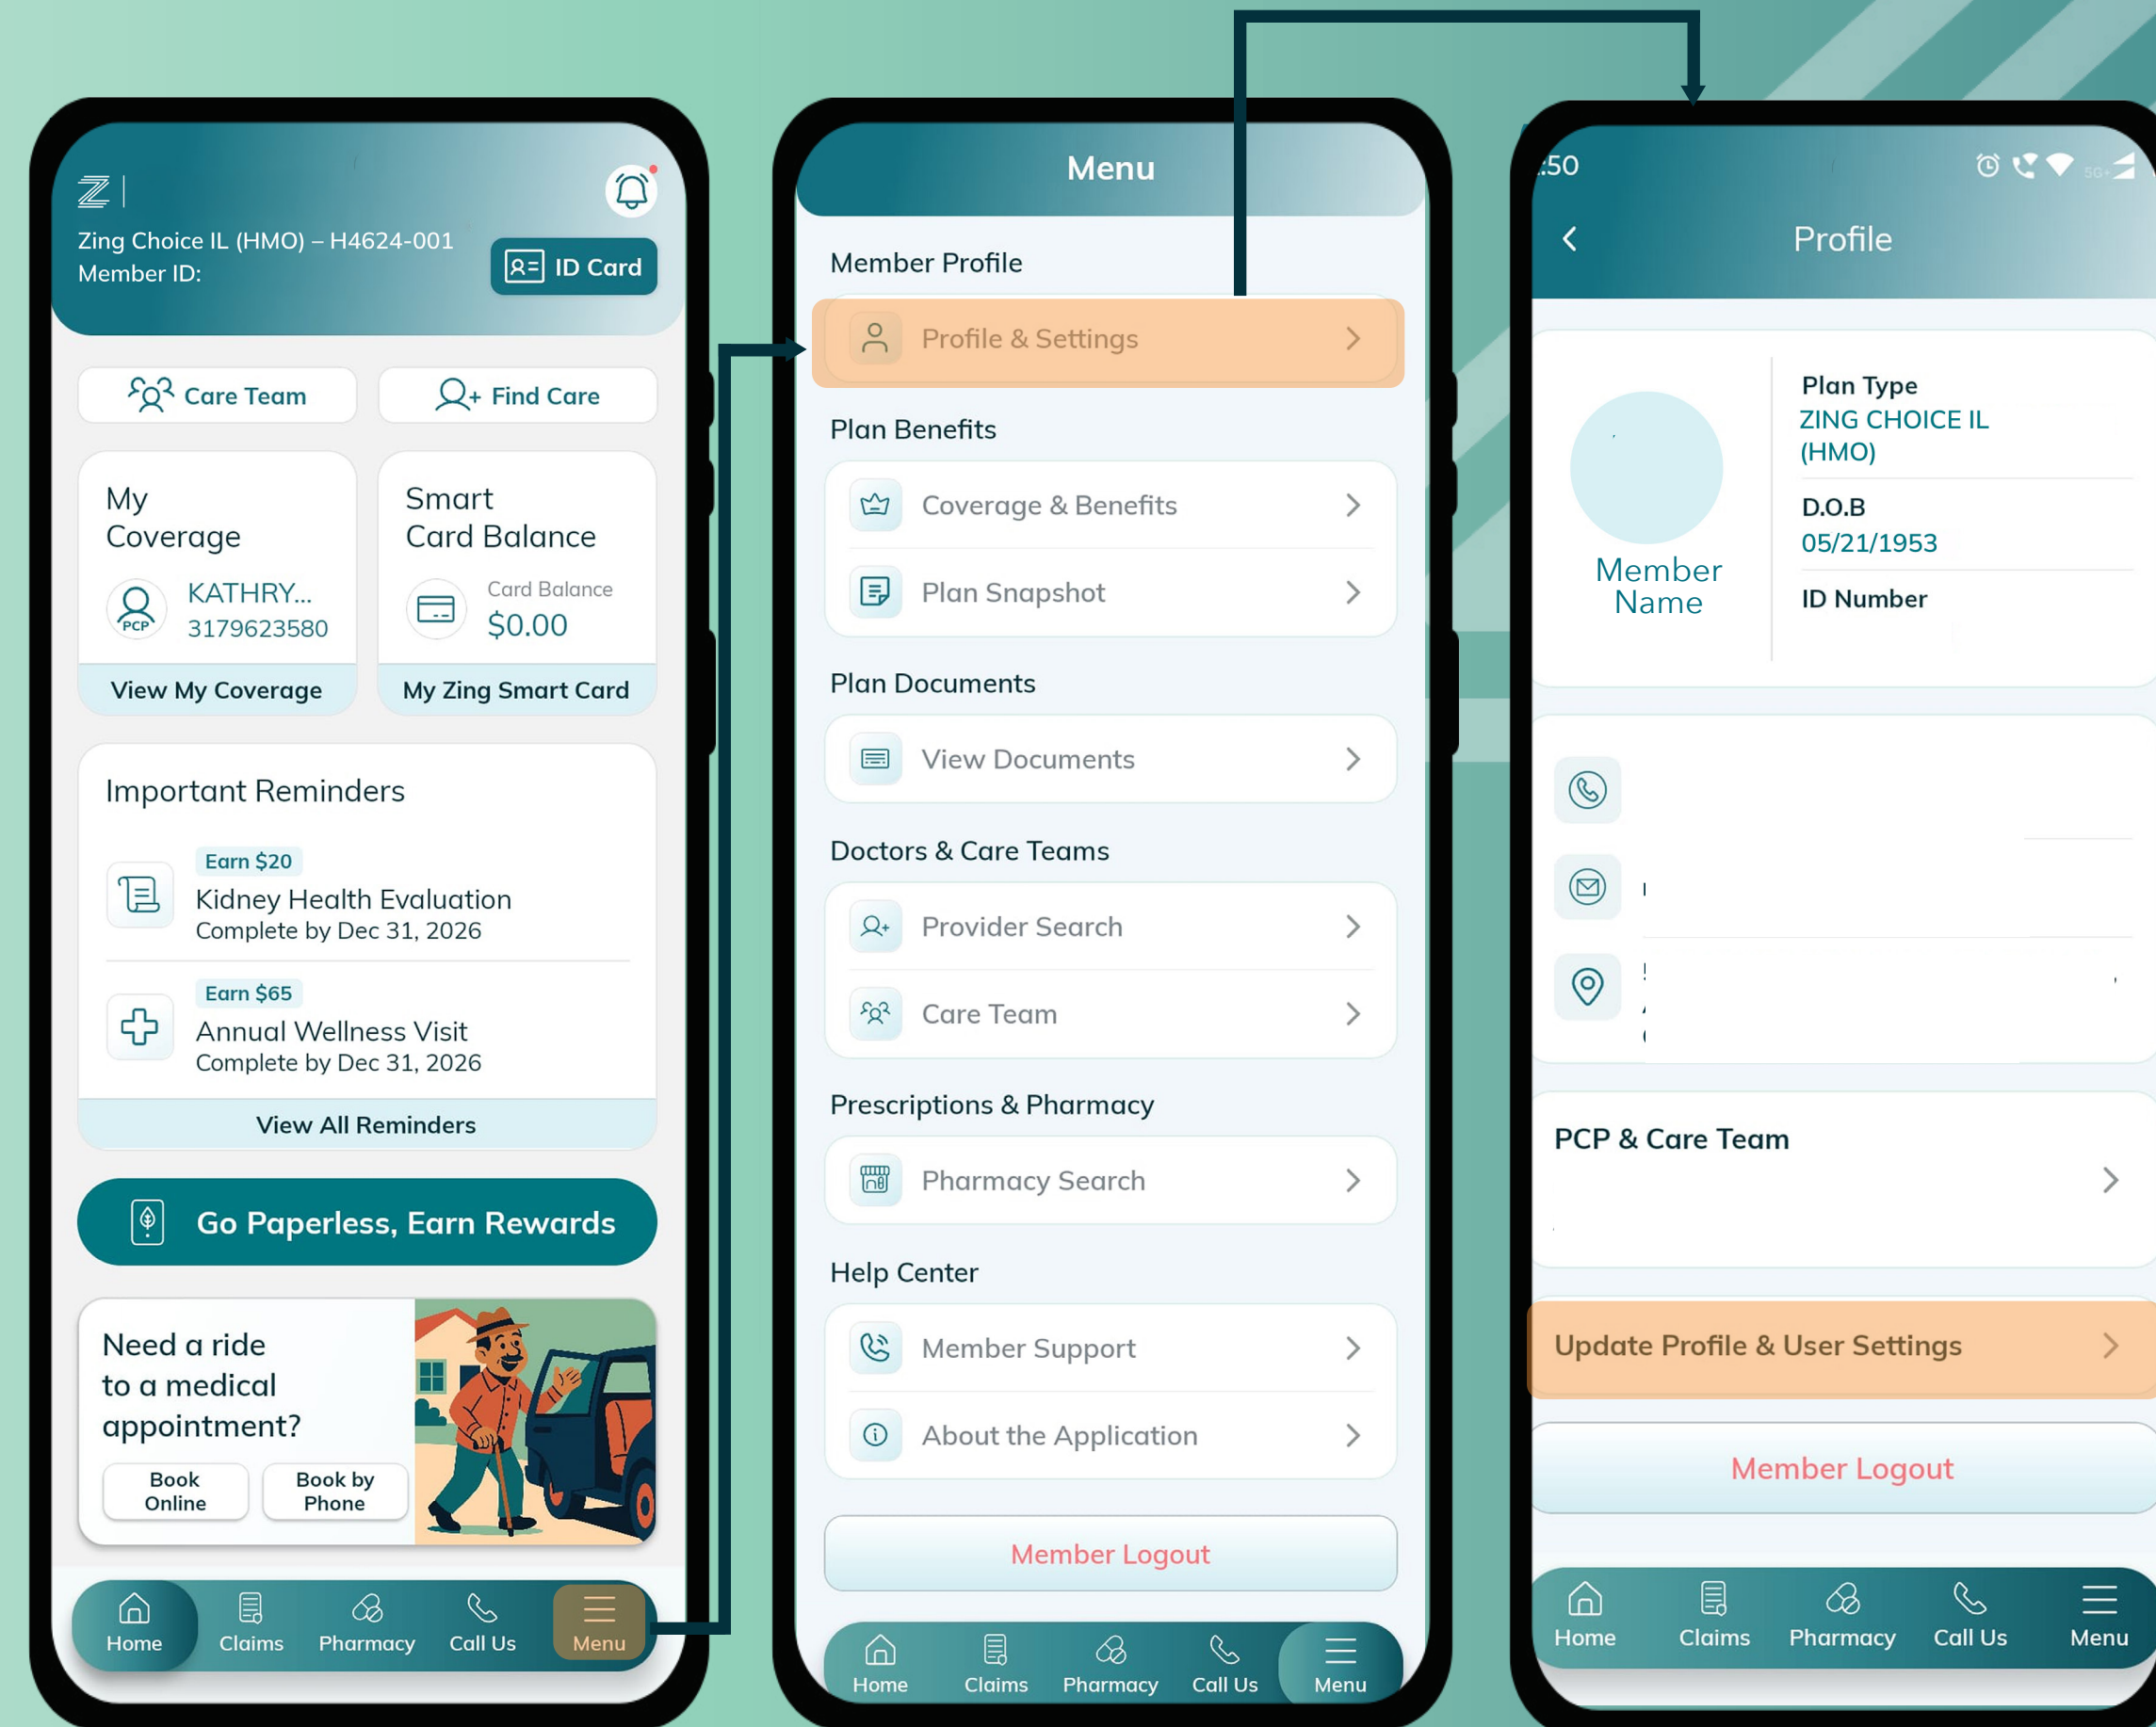 Z
Zing Choice IL (HMO) – H4624-001
Member ID:
ID Card
Care Team
Find Care
My
Coverage
PCP
KATHRY...
3179623580
View My Coverage
Smart
Card Balance
Card Balance
$0.00
My Zing Smart Card
Important Reminders
Earn $20
Kidney Health Evaluation
Complete by Dec 31, 2026
Earn $65
Annual Wellness Visit
Complete by Dec 31, 2026
View All Reminders
Go Paperless, Earn Rewards
Need a ride
to a medical
appointment?
Book
Online
Book by
Phone
Home
Claims
Pharmacy
Call Us
Menu
Menu
Member Profile
Profile & Settings
Plan Benefits
Coverage & Benefits
Plan Snapshot
Plan Documents
View Documents
Doctors & Care Teams
Provider Search
Care Team
Prescriptions & Pharmacy
Pharmacy Search
Help Center
Member Support
About the Application
Member Logout
Home
Claims
Pharmacy
Call Us
Menu
:50
5G+
Profile
Member
Name
Plan Type
ZING CHOICE IL
(HMO)
D.O.B
05/21/1953
ID Number
PCP & Care Team
Update Profile & User Settings
Member Logout
Home
Claims
Pharmacy
Call Us
Menu